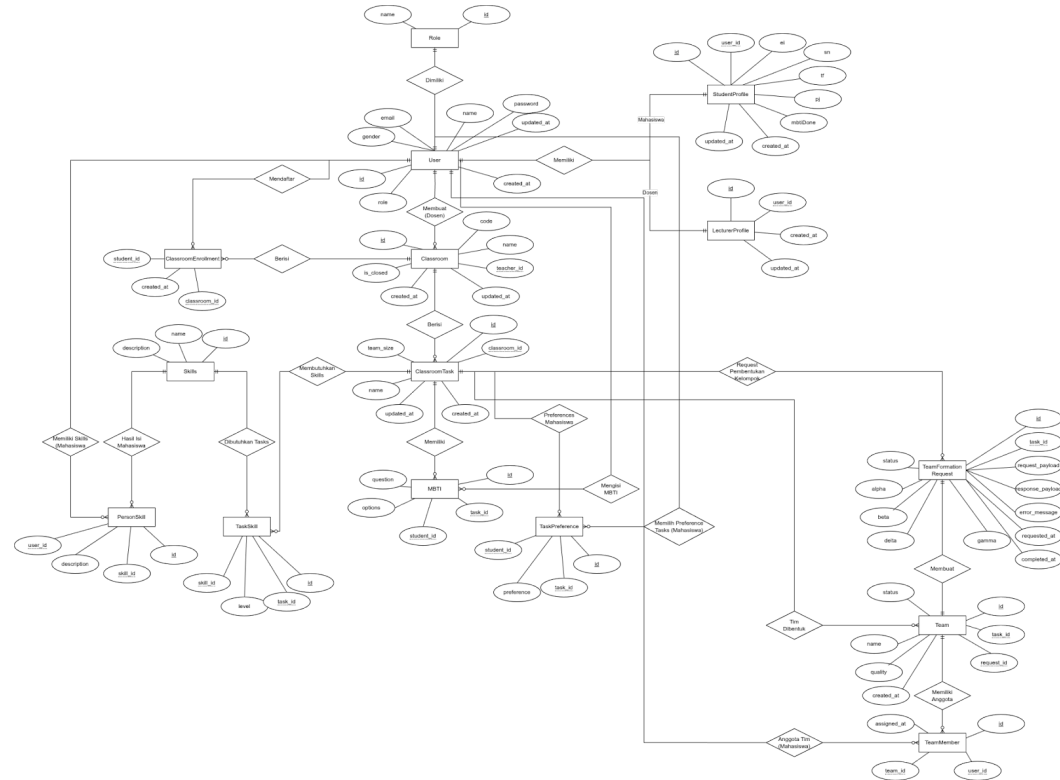 name
id
Role
Dimiliki
user_id
ei
id
sn
StudentProfile
tf
pj
mbtiDone
updated_at
created_at
Mahasiswa
email
name
password
gender
updated_at
User
id
role
created_at
Memiliki
Mendaftar
Membuat
(Dosen)
Dosen
id
user_id
LecturerProfile
created_at
updated_at
code
id
name
Classroom
is_closed
teacher_id
created_at
updated_at
ClassroomEnrollment
student_id
created_at
classroom_id
Berisi
Berisi
name
id
description
Skills
id
team_size
classroom_id
ClassroomTask
name
updated_at
created_at
Membutuhkan
Skills
Request
Pembentukan
Kelompok
Preferences
Mahasiswa
Memiliki Skills
(Mahasiswa
Hasil Isi
Mahasiswa
Dibutuhkan Tasks
Memiliki
question
id
MBTI
options
task_id
student_id
Mengisi
MBTI
Memilih Preference
Tasks (Mahasiswa)
PersonSkill
user_id
description
skill_id
id
TaskSkill
skill_id
level
task_id
id
TaskPreference
student_id
preference
task_id
id
id
status
task_id
TeamFormation
Request
request_payload
alpha
response_payload
beta
error_message
delta
gamma
requested_at
completed_at
Membuat
status
id
Team
task_id
name
request_id
quality
created_at
Tim
Dibentuk
Memiliki
Anggota
assigned_at
id
Anggota Tim
(Mahasiswa)
TeamMember
team_id
user_id